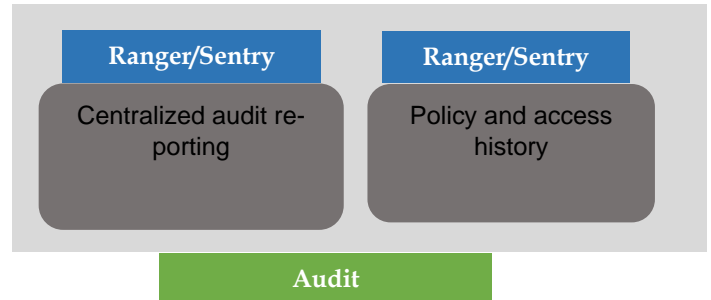 Ranger/Sentry
Centralized audit re-
porting
Ranger/Sentry
Policy and access
history
Audit